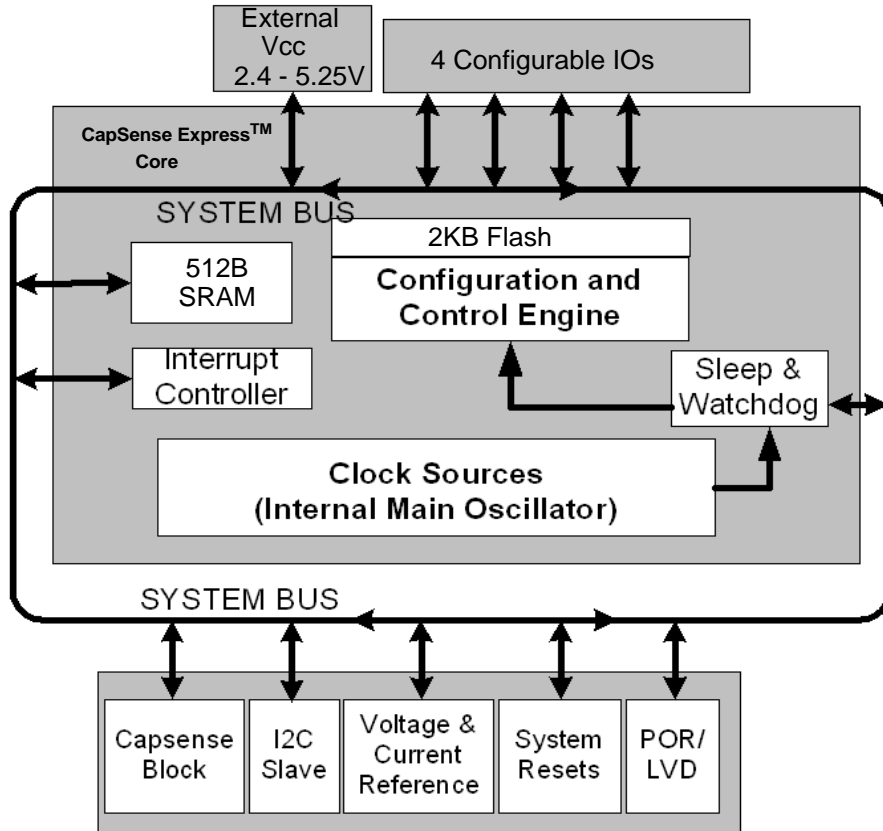 External
Vcc
2.4 - 5.25V
4 Configurable IOs
CapSense Express™
Core
SYSTEM BUS
2KB Flash
512B
SRAM
Configuration and
Control Engine
Interrupt
Controller
Sleep &
Watchdog
Clock Sources
(Internal Main Oscillator)
SYSTEM BUS
Capsense
Block
I2C
Slave
Voltage &
Current
Reference
System
Resets
POR/
LVD